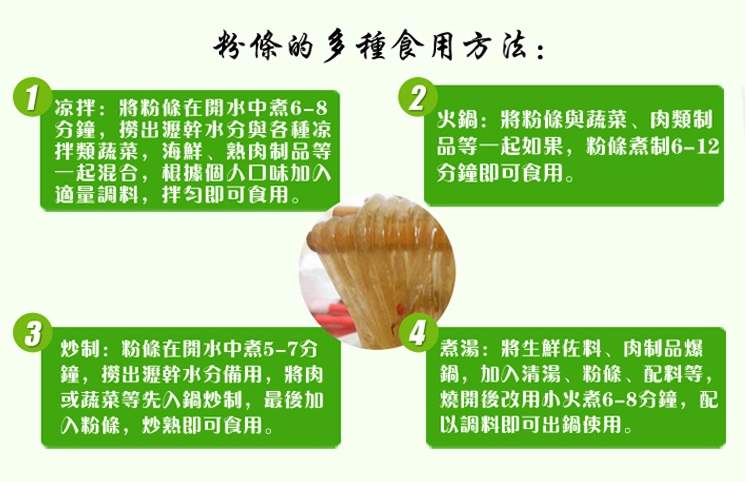 粉條的多種食用方法：
1
凉拌：將粉條在開水中煮6-8
分鐘，撈出瀝幹水分與各種凉
拌類蔬菜，海鮮、熟肉制品等
一起混合，根據個人口味加入
適量調料，拌匀即可食用。
2
火鍋：將粉條與蔬菜、肉類制
品等一起如果，粉條煮制6-12
分鐘即可食用。
3
炒制：粉條在開水中煮5-7分
鐘，撈出瀝幹水分備用，將肉
或蔬菜等先入鍋炒制，最後加
入粉條，炒熟即可食用。
4
煮湯：將生鮮佐料、肉制品爆
鍋，加入清湯、粉條、配料等，
燒開後改用小火煮6-8分鐘，配
以調料即可出鍋使用。